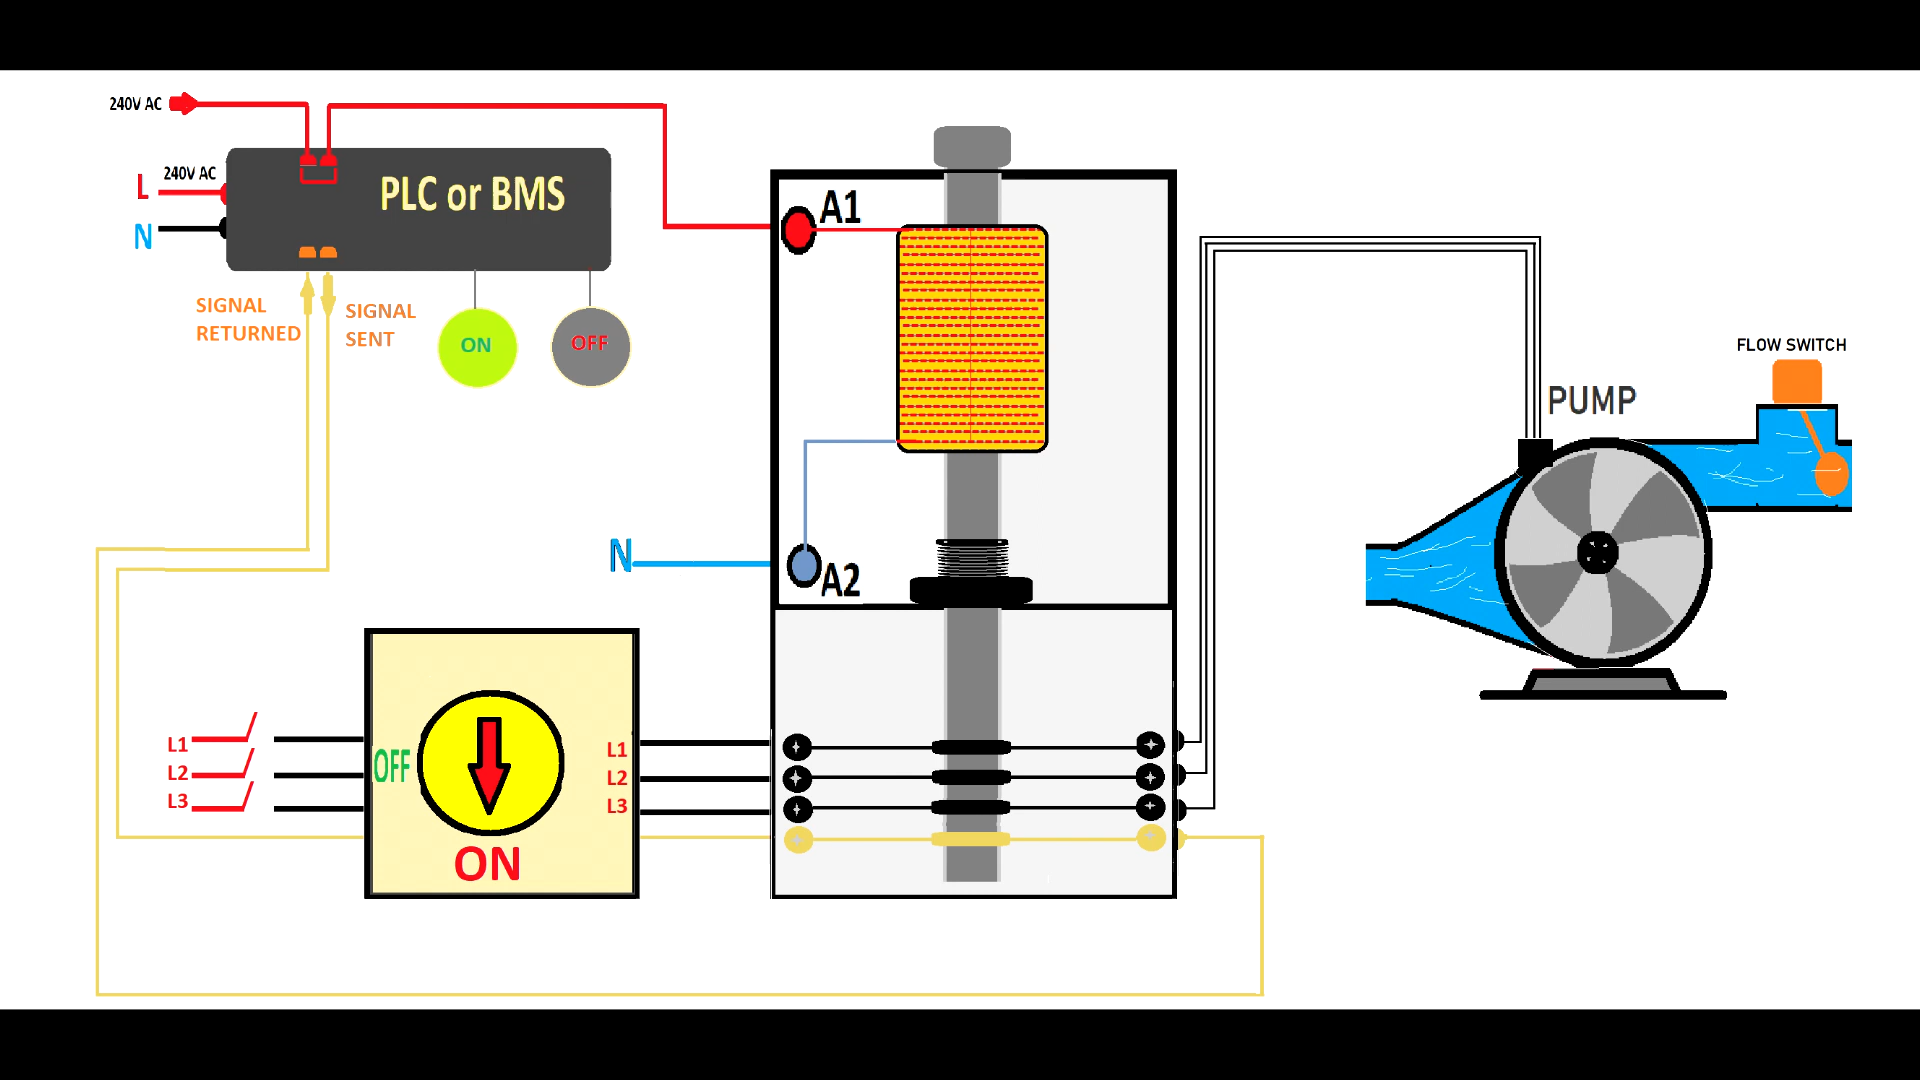 240V AC
240V AC
L
N
PLC or BMS
SIGNAL
RETURNED
SIGNAL
SENT
ON
OFF
A1
N
A2
L1
L2
L3
OFF
ON
L1
L2
L3
PUMP
FLOW SWITCH